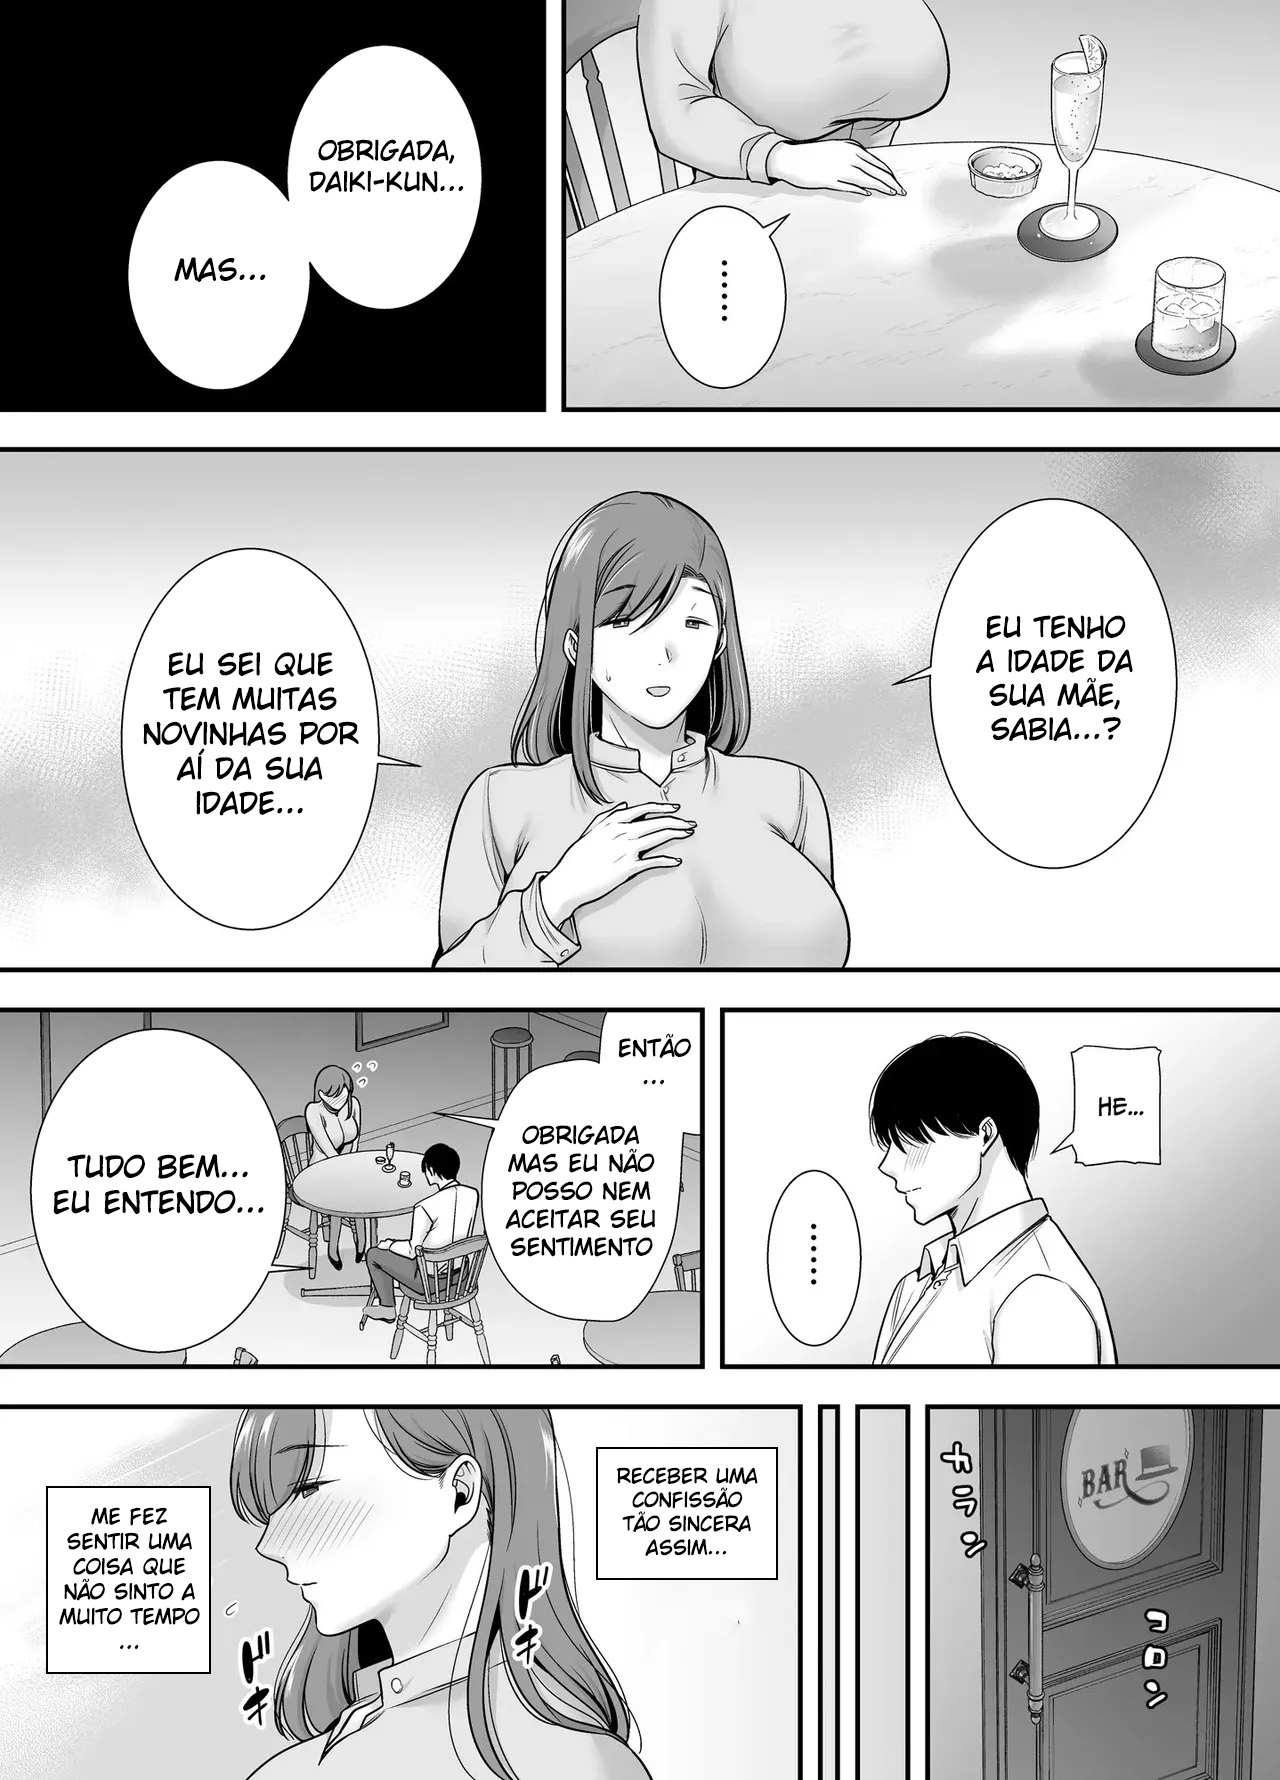 ......
OBRIGADA,
DAIKI-KUN...
MAS...
EU TENHO
A IDADE DA
SUA MÃE,
SABIA...?
EU SEI QUE
TEM MUITAS
NOVINHAS POR
AÍ DA SUA
IDADE...
HE...
......
ENTÃO
...
OBRIGADA
MAS EU NÃO
POSSO NEM
ACEITAR SEU
SENTIMENTO
TUDO BEM...
EU ENTENDO...
BAR
カラン
コロン
RECEBER UMA
CONFISSÃO
TÃO SINCERA
ASSIM...
ドキ
ドキ
ME FEZ
SENTIR UMA
COISA QUE
NÃO SINTO A
MUITO TEMPO
...